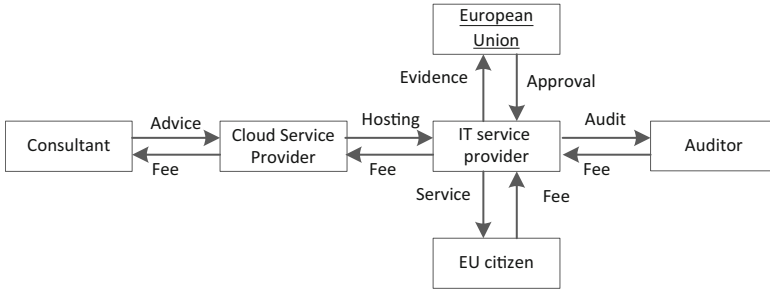 European
Union
Evidence
Approval
Advice
Hosting
Audit
Consultant
Cloud Service
Provider
IT service
provider
Auditor
Fee
Fee
Fee
Service
Fee
EU citizen